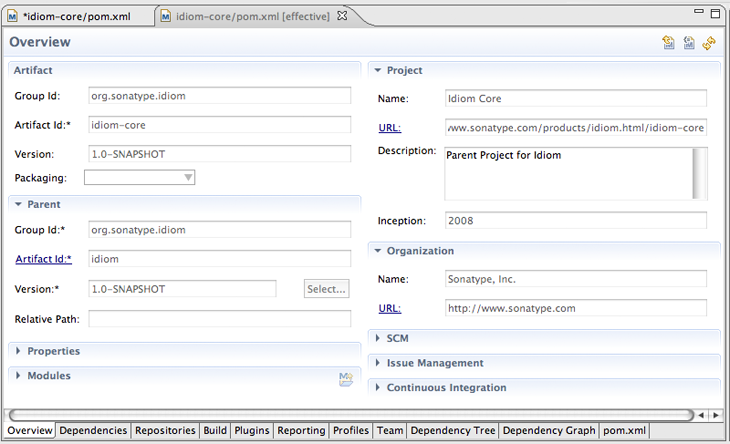 *idiom-core/pom.xml
idiom-core/pom.xml [effective]
Overview
Artifact
Group Id: org.sonatype.idiom
Artifact Id:* idiom-core
Version: 1.0-SNAPSHOT
Packaging:
Parent
Group Id:* org.sonatype.idiom
Artifact Id:* idiom
Version:* 1.0-SNAPSHOT Select...
Relative Path:
Properties
Modules
Project
Name: Idiom Core
URL: www.sonatype.com/products/idiom.html/idiom-core
Description: Parent Project for Idiom
Inception: 2008
Organization
Name: Sonatype, Inc.
URL: http://www.sonatype.com
SCM
Issue Management
Continuous Integration
Overview Dependencies Repositories Build Plugins Reporting Profiles Team Dependency Tree Dependency Graph pom.xml